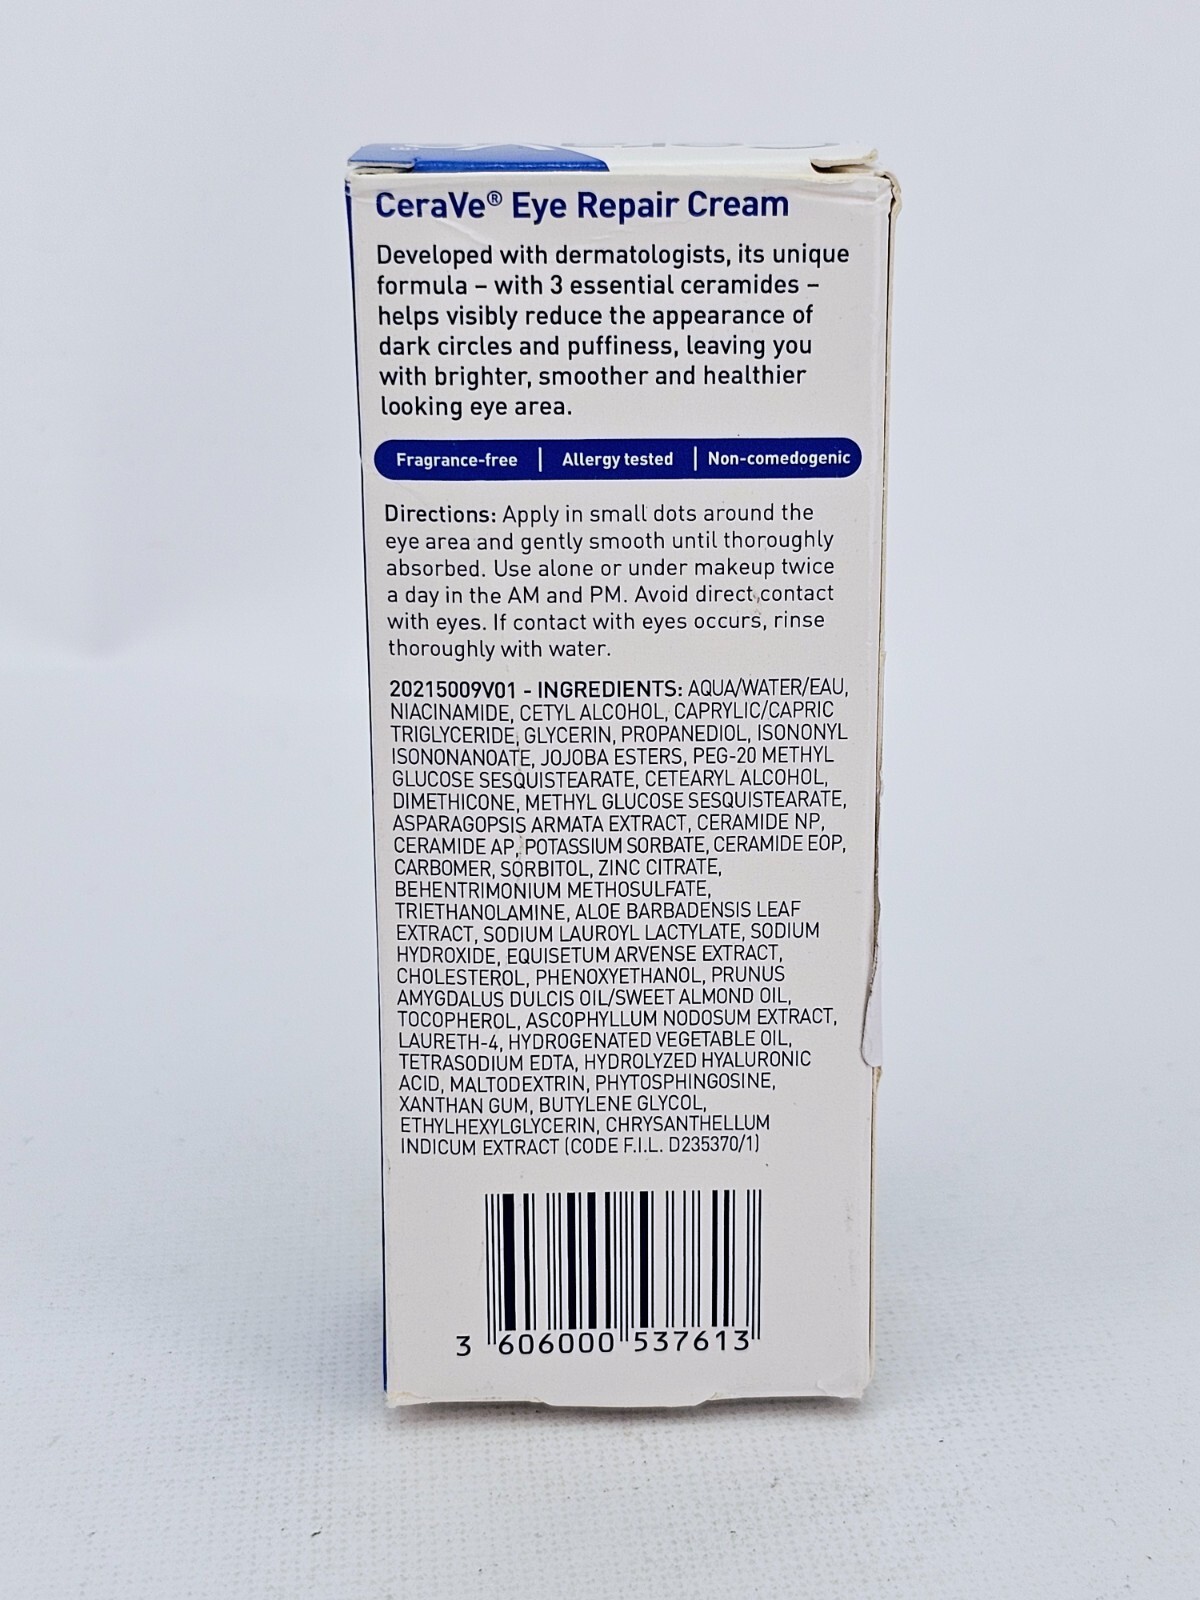 CeraVe® Eye Repair Cream
Developed with dermatologists, its unique
formula – with 3 essential ceramides –
helps visibly reduce the appearance of
dark circles and puffiness, leaving you
with brighter, smoother and healthier
looking eye area.
Fragrance-free | Allergy tested | Non-comedogenic
Directions: Apply in small dots around the
eye area and gently smooth until thoroughly
absorbed. Use alone or under makeup twice
a day in the AM and PM. Avoid direct contact
with eyes. If contact with eyes occurs, rinse
thoroughly with water.
20215009V01 - INGREDIENTS: AQUA/WATER/EAU,
NIACINAMIDE, CETYL ALCOHOL, CAPRYLIC/CAPRIC
TRIGLYCERIDE, GLYCERIN, PROPANEDIOL, ISONONYL
ISONONANOATE, JOJOBA ESTERS, PEG-20 METHYL
GLUCOSE SESQUISTEARATE, CETEARYL ALCOHOL,
DIMETHICONE, METHYL GLUCOSE SESQUISTEARATE,
ASPARAGOPSIS ARMATA EXTRACT, CERAMIDE NP,
CERAMIDE AP, POTASSIUM SORBATE, CERAMIDE EOP,
CARBOMER, SORBITOL, ZINC CITRATE,
BEHENTRIMONIUM METHOSULFATE,
TRIETHANOLAMINE, ALOE BARBADENSIS LEAF
EXTRACT, SODIUM LAUROYL LACTYLATE, SODIUM
HYDROXIDE, EQUISETUM ARVENSE EXTRACT,
CHOLESTEROL, PHENOXYETHANOL, PRUNUS
AMYGDALUS DULCIS OIL/SWEET ALMOND OIL,
TOCOPHEROL, ASCOPHYLLUM NODOSUM EXTRACT,
LAURETH-4, HYDROGENATED VEGETABLE OIL,
TETRASODIUM EDTA, HYDROLYZED HYALURONIC
ACID, MALTODEXTRIN, PHYTOSPHINGOSINE,
XANTHAN GUM, BUTYLENE GLYCOL,
ETHYLHEXYLGLYCERIN, CHRYSANTHELLUM
INDICUM EXTRACT (CODE F.I.L. D235370/1)
3 606000 537613